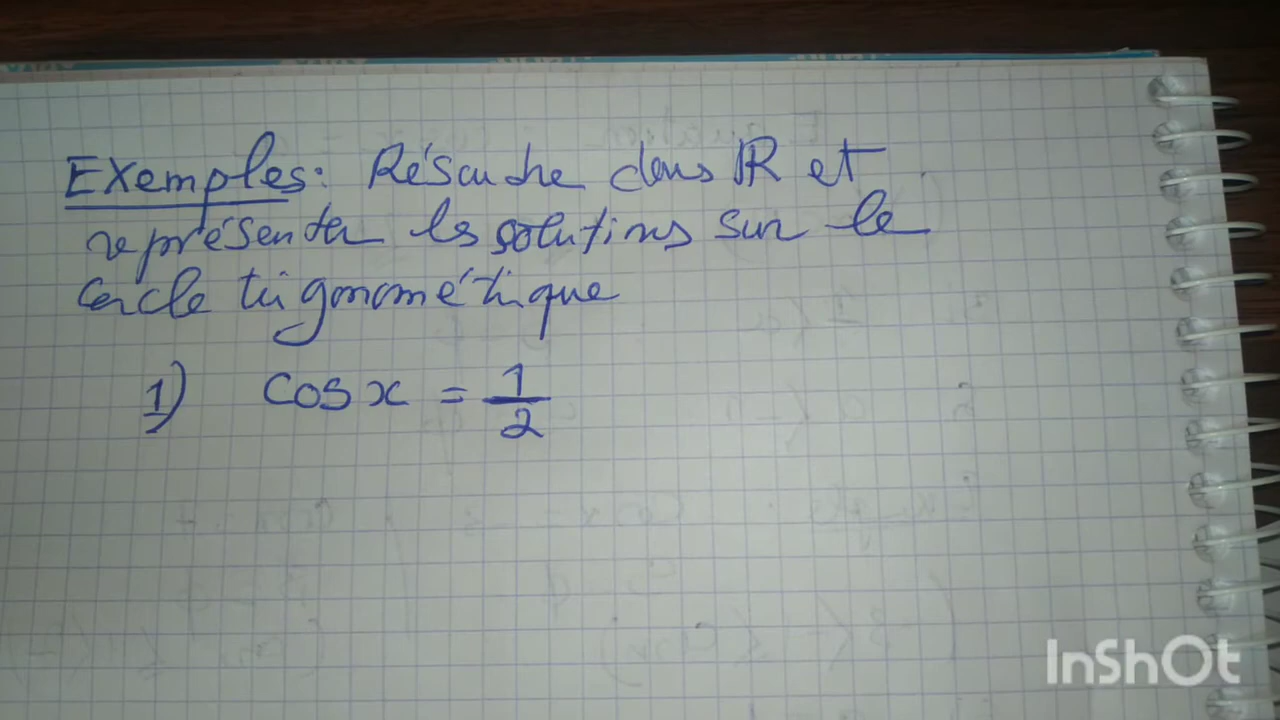 Exemples: Résoudre dans ℝ et
représenter les solutions sur le
cercle trigonométrique
1) cos x = 1/2
InShOt